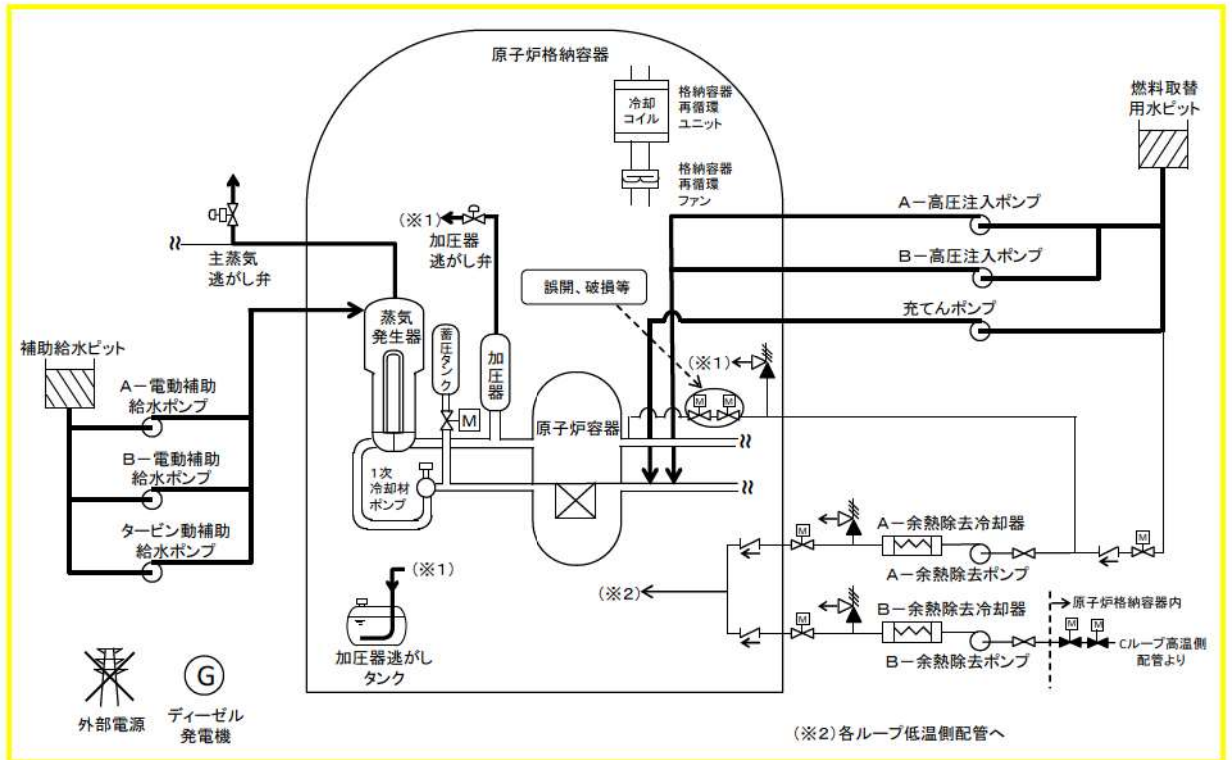 原子炉格納容器
冷却
コイル
格納容器
再循環
ユニット
格納容器
再循環
ファン
燃料取替
用水ピット
A-高圧注入ポンプ
B-高圧注入ポンプ
充てんポンプ
(※1)
加圧器
逃がし弁
主蒸気
逃がし弁
誤開、破損等
(※1)
蒸気
発生器
蓄圧タンク
加圧器
M
M
M
原子炉容器
1次
冷却材
ポンプ
補助給水ピット
A-電動補助
給水ポンプ
B-電動補助
給水ポンプ
タービン動補助
給水ポンプ
M
A-余熱除去冷却器
M
A-余熱除去ポンプ
(※2)
M
B-余熱除去冷却器
B-余熱除去ポンプ
原子炉格納容器内
M
M
Cループ高温側
配管より
(※1)
加圧器逃がし
タンク
外部電源
G
ディーゼル
発電機
(※2)各ループ低温側配管へ